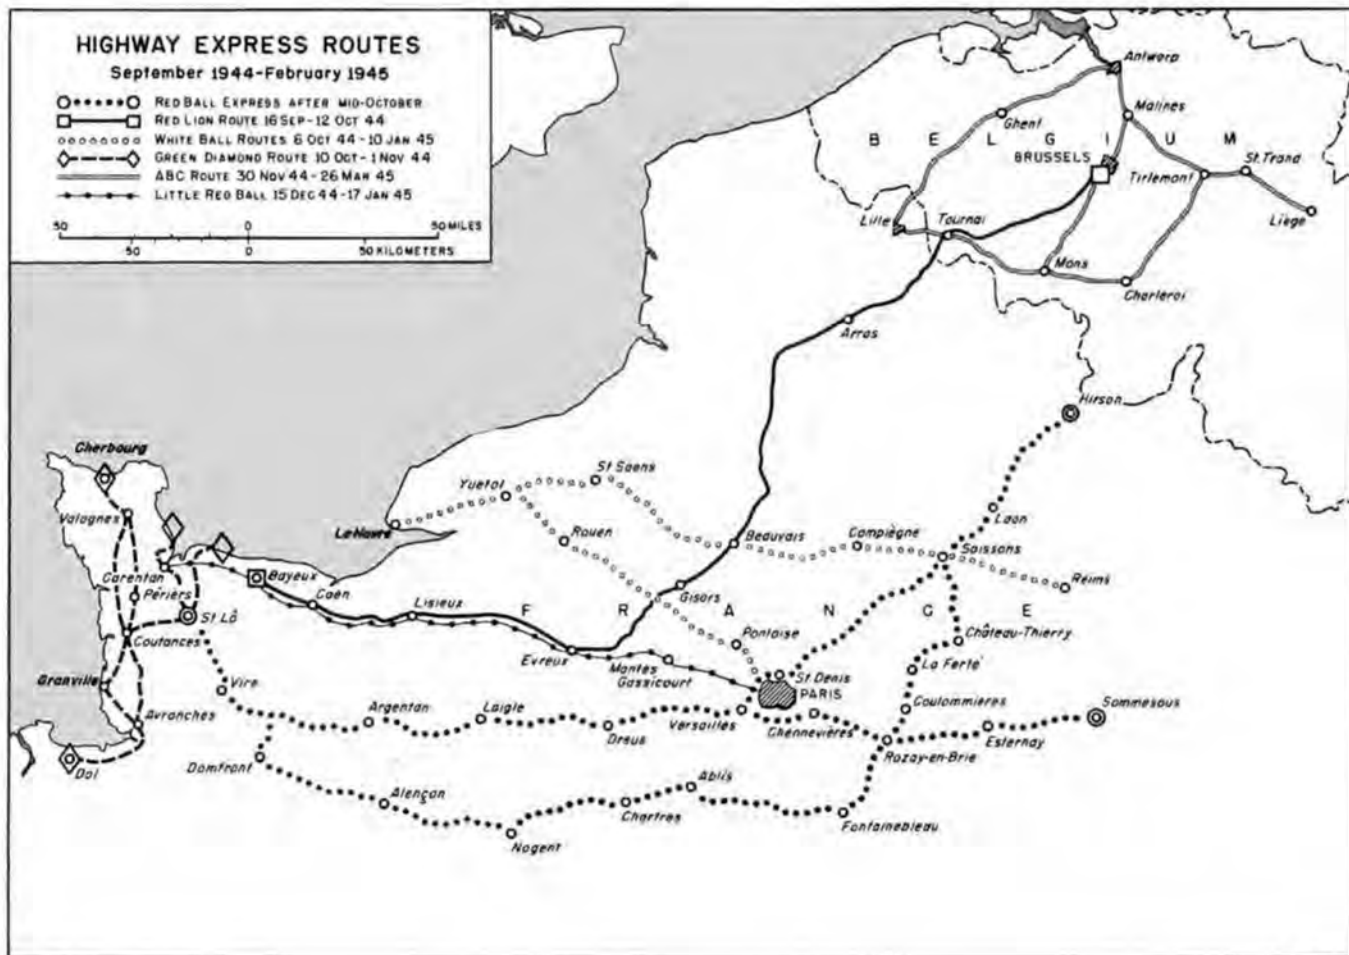 HIGHWAY EXPRESS ROUTES
September 1944-February 1945
RED BALL EXPRESS AFTER MID-OCTOBER
RED LION ROUTE 16 SEP-12 OCT 44
WHITE BALL ROUTES 6 OCT 44-10 JAN 45
GREEN DIAMOND ROUTE 10 OCT-1 NOV 44
ABC ROUTE 30 NOV 44-26 MAR 45
LITTLE RED BALL 15 DEC 44-17 JAN 45
50 0 50 MILES
50 0 50 KILOMETERS
Antwerp
Ghent
Malines
BELGIUM
BRUSSELS
St. Trond
Tirlemont
Liege
Lille
Tournai
Mons
Charleroi
Arras
Hirson
Cherbourg
St Saens
Yvetot
Valognes
Laon
Le Havre
Rouen
Beauvais
Compiègne
Soissons
Carentan
Bayeux
Reims
Périers
Caen
Gisors
Lisieux
FRANCE
St Lô
Coutances
Pontoise
Château-Thierry
Evreux
Mantes
Gassicourt
La Ferté
St Denis
Granville
Vire
PARIS
Avranches
Argentan
Laigle
Coulommières
Sommesous
Dreux
Versailles
Chennevières
Esternay
Rozay-en-Brie
Dol
Domfront
Ablis
Alençon
Chartres
Fontainebleau
Nogent